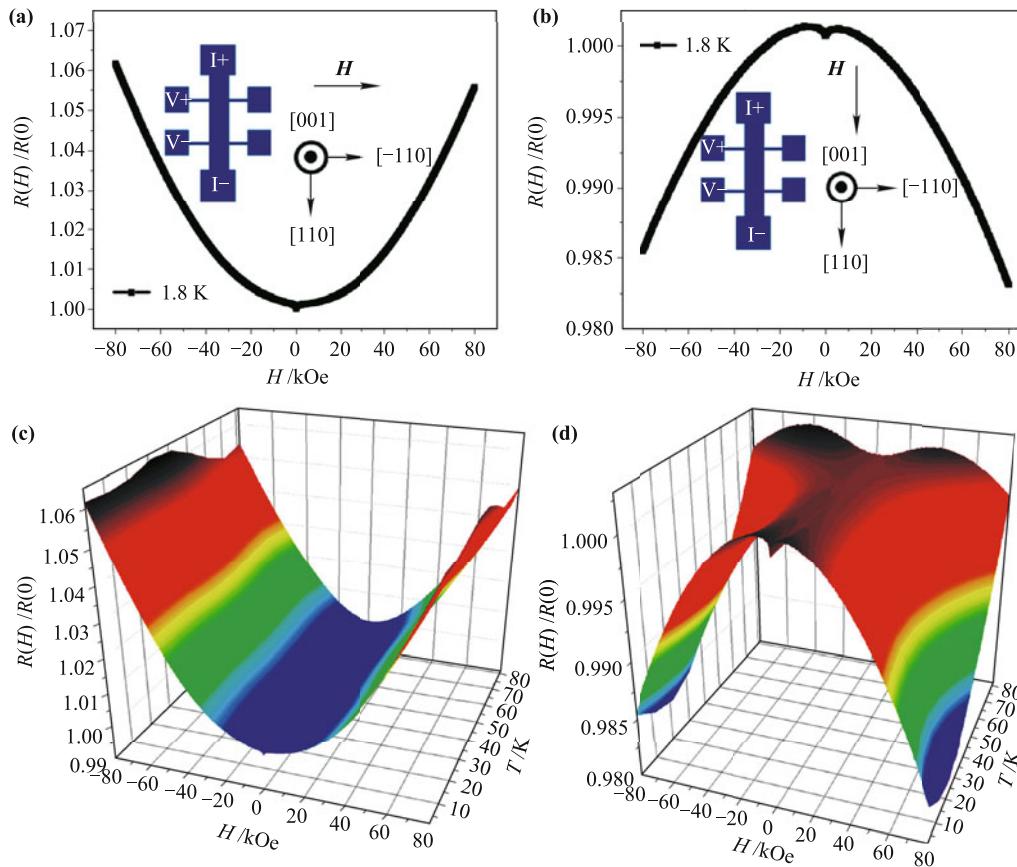 (a)
1.07
1.06
1.05
1.04
1.03
1.02
1.01
1.00
R(H) /R(0)
I+
V+
V−
I−
H
[001]
[−110]
[110]
1.8 K
−80 −60 −40 −20 0 20 40 60 80
H /kOe
(b)
1.000
0.995
0.990
0.985
0.980
R(H) /R(0)
1.8 K
H
I+
V+
V−
I−
[001]
[−110]
[110]
−80 −60 −40 −20 0 20 40 60 80
H /kOe
(c)
1.06
1.05
1.04
1.03
1.02
1.01
1.00
0.99
R(H) /R(0)
−80 −60 −40 −20 0 20 40 60 80
H /kOe
80
70
60
50
40
30
20
10
T /K
(d)
1.000
0.995
0.990
0.985
0.980
R(H) /R(0)
−80 −60 −40 −20 0 20 40 60 80
H /kOe
80
70
60
50
40
30
20
10
T /K